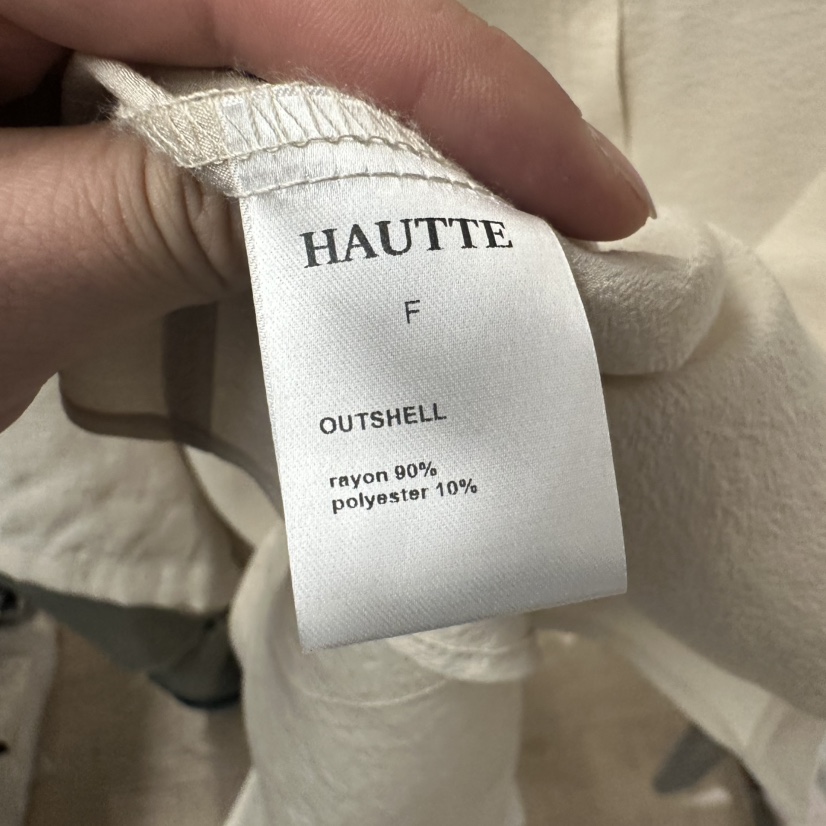 HAUTTE
F
OUTSHELL
rayon 90%
polyester 10%